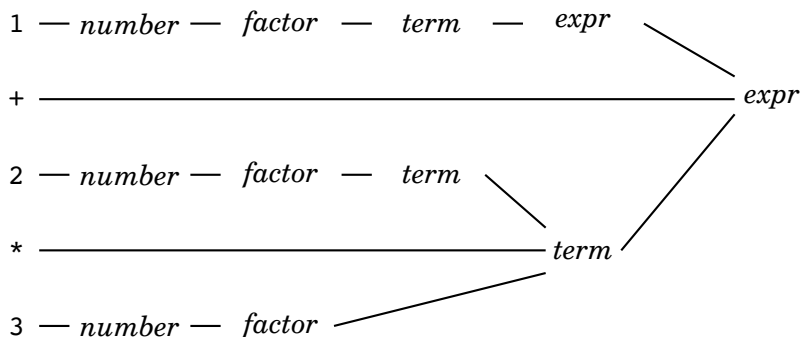 1 number factor term expr
+ expr
2 number factor term
* term
3 number factor